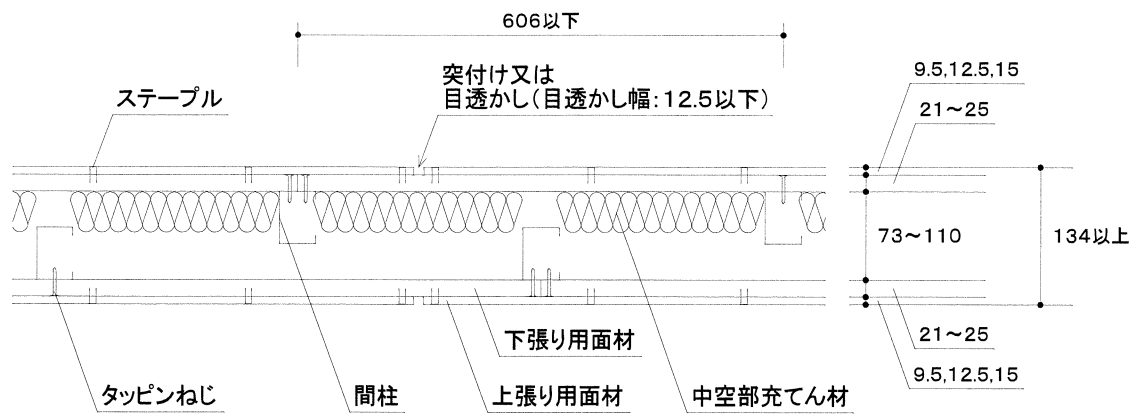 606以下
突付け又は
目透かし(目透かし幅:12.5以下)
ステープル
9.5,12.5,15
21～25
73～110
134以上
21～25
9.5,12.5,15
下張り用面材
タッピンねじ
間柱
上張り用面材
中空部充てん材